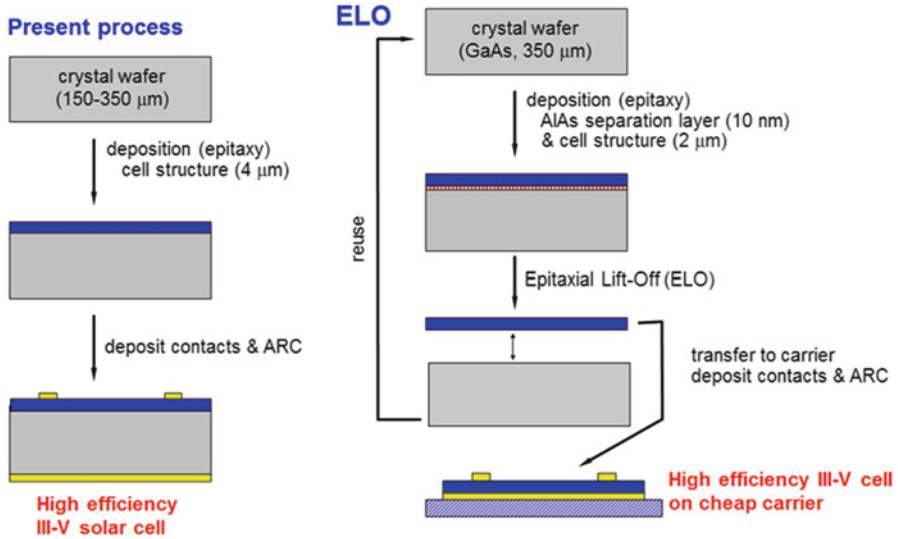 Present process
crystal wafer
(150-350 μm)
deposition (epitaxy)
cell structure (4 μm)
deposit contacts & ARC
High efficiency
III-V solar cell
ELO
crystal wafer
(GaAs, 350 μm)
deposition (epitaxy)
AlAs separation layer (10 nm)
& cell structure (2 μm)
reuse
Epitaxial Lift-Off (ELO)
transfer to carrier
deposit contacts & ARC
High efficiency III-V cell
on cheap carrier